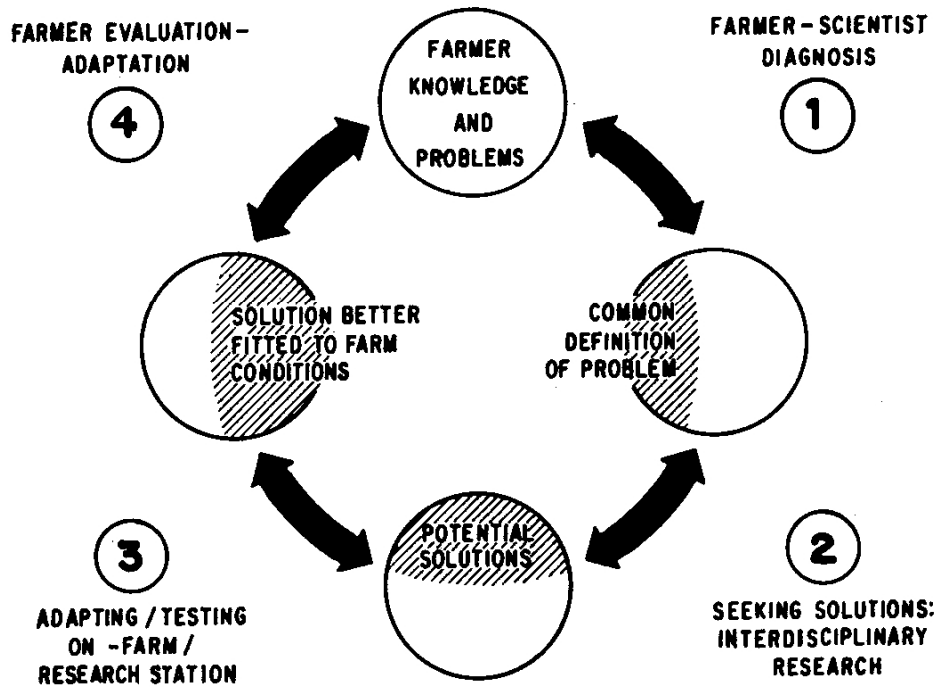 FARMER EVALUATION-
ADAPTATION
4
FARMER
KNOWLEDGE
AND
PROBLEMS
FARMER-SCIENTIST
DIAGNOSIS
1
SOLUTION BETTER
FITTED TO FARM
CONDITIONS
COMMON
DEFINITION
OF PROBLEM
POTENTIAL
SOLUTIONS
3
ADAPTING/TESTING
ON-FARM/
RESEARCH STATION
2
SEEKING SOLUTIONS:
INTERDISCIPLINARY
RESEARCH